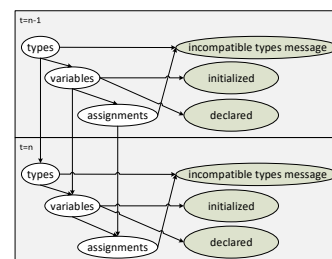 t=n-1
types
incompatible types message
variables
initialized
assignments
declared
t=n
types
incompatible types message
variables
initialized
assignments
declared